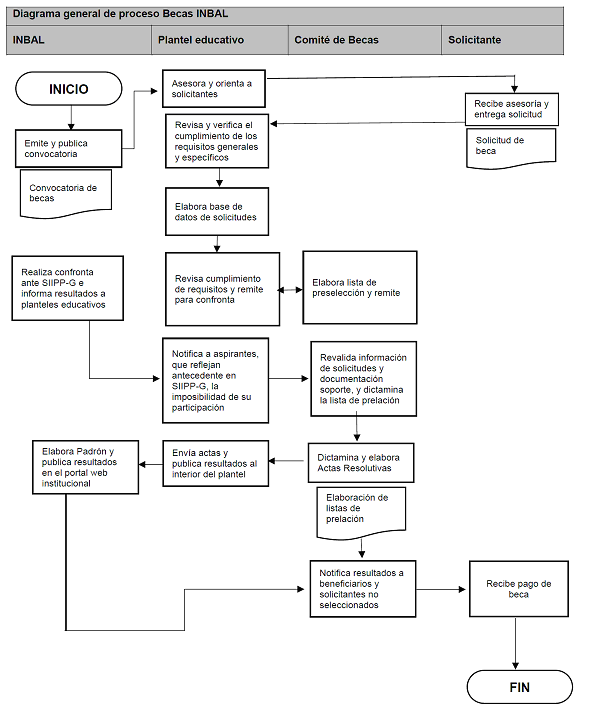 Diagrama general de proceso Becas INBAL
INBAL
Plantel educativo
Comité de Becas
Solicitante
INICIO
Asesora y orienta a
solicitantes
Recibe asesoría y
entrega solicitud
Emite y publica
convocatoria
Revisa y verifica el
cumplimiento de los
requisitos generales
y específicos
Solicitud de
beca
Convocatoria de
becas
Elabora base de
datos de solicitudes
Realiza confronta
ante SIIPP-G e
informa resultados a
planteles educativos
Revisa cumplimiento
de requisitos y remite
para confronta
Elabora lista de
preselección y remite
Notifica a aspirantes,
que reflejan
antecedente en
SIIPP-G, la
imposibilidad de su
participación
Revalida información
de solicitudes y
documentación
soporte, y dictamina
la lista de prelación
Elabora Padrón y
publica resultados
en el portal web
institucional
Envía actas y
publica resultados al
interior del plantel
Dictamina y elabora
Actas Resolutivas
Elaboración de
listas de
prelación
Notifica resultados a
beneficiarios y
solicitantes no
seleccionados
Recibe pago de
beca
FIN